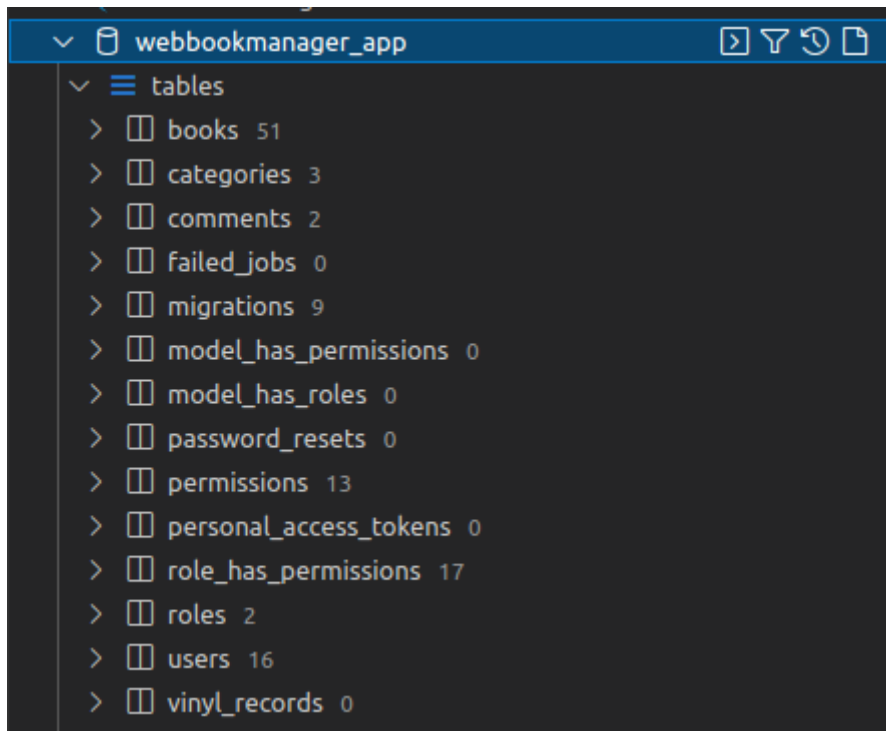 webbookmanager_app
tables
books 51
categories 3
comments 2
failed_jobs 0
migrations 9
model_has_permissions 0
model_has_roles 0
password_resets 0
permissions 13
personal_access_tokens 0
role_has_permissions 17
roles 2
users 16
vinyl_records 0